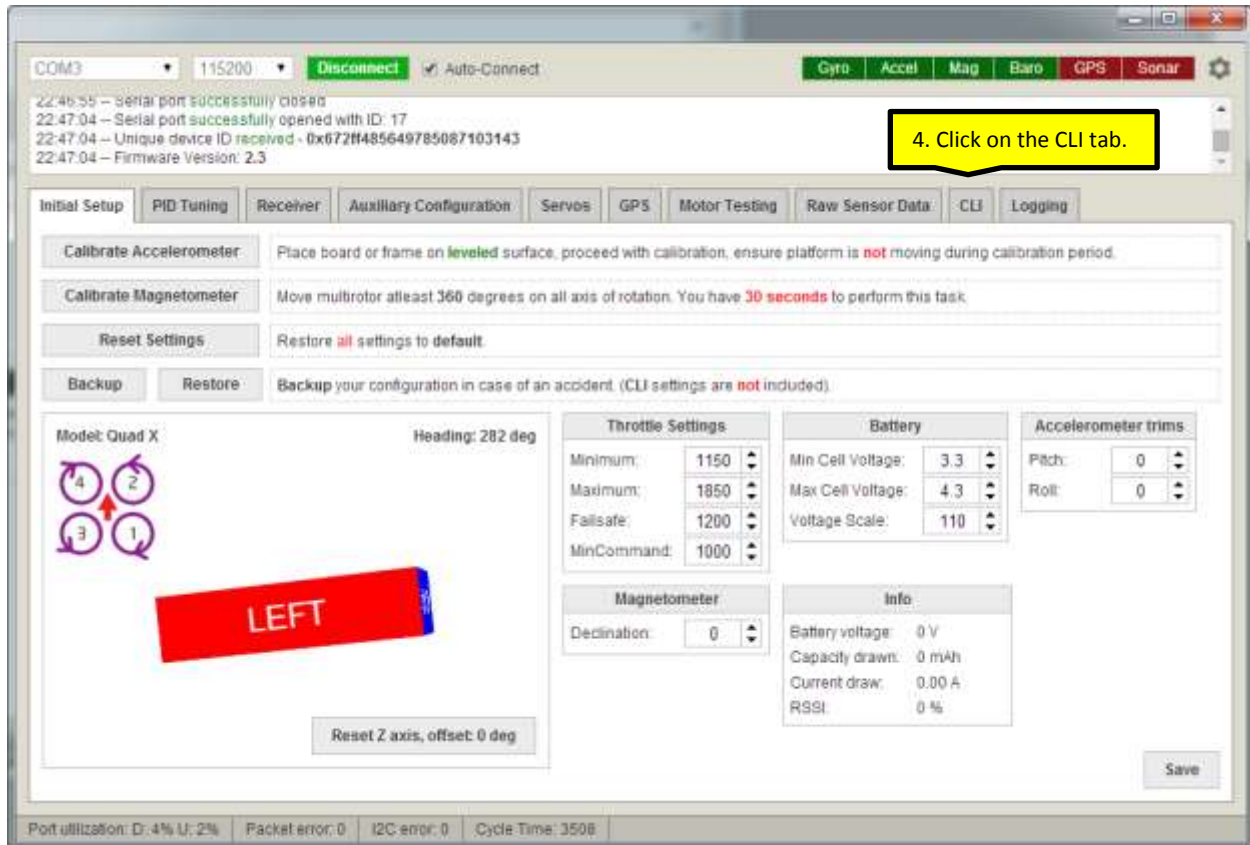 COM3 115200 Disconnect Auto-Connect Gyro Accel Mag Baro GPS Sonar
22:46:55 -- Serial port successfully closed
22:47:04 -- Serial port successfully opened with ID: 17
22:47:04 -- Unique device ID received - 0x672ff485649785087103143
22:47:04 -- Firmware Version: 2.3
4. Click on the CLI tab.
Initial Setup PID Tuning Receiver Auxiliary Configuration Servos GPS Motor Testing Raw Sensor Data CLI Logging
Calibrate Accelerometer Place board or frame on leveled surface, proceed with calibration, ensure platform is not moving during calibration period.
Calibrate Magnetometer Move multirotor atleast 360 degrees on all axis of rotation. You have 30 seconds to perform this task.
Reset Settings Restore all settings to default.
Backup Restore Backup your configuration in case of an accident. (CLI settings are not included).
Model: Quad X Heading: 282 deg
4 2
3 1
LEFT
Reset Z axis, offset: 0 deg
Throttle Settings
Minimum: 1150
Maximum: 1850
Failsafe: 1200
MinCommand: 1000
Battery
Min Cell Voltage: 3.3
Max Cell Voltage: 4.3
Voltage Scale: 110
Accelerometer trims
Pitch: 0
Roll: 0
Magnetometer
Declination: 0
Info
Battery voltage: 0 V
Capacity drawn: 0 mAh
Current draw: 0.00 A
RSSI: 0 %
Save
Port utilization: D: 4% U: 2% Packet error: 0 I2C error: 0 Cycle Time: 3508